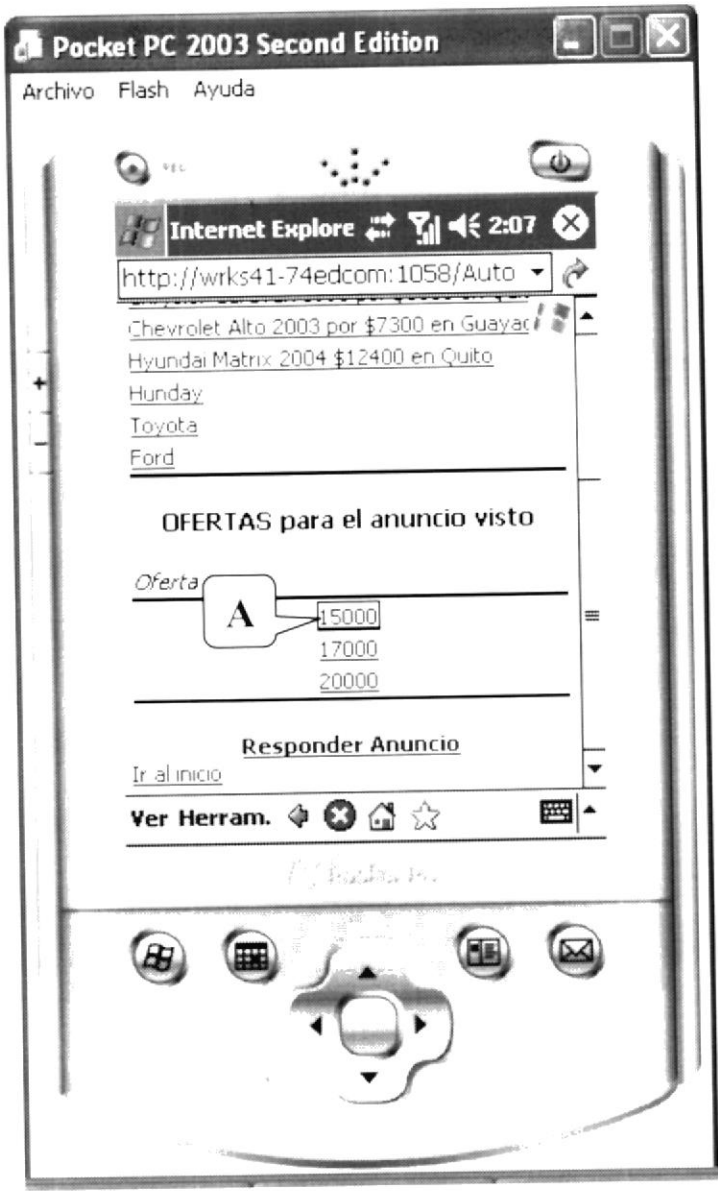 Pocket PC 2003 Second Edition
Archivo Flash Ayuda
Internet Explore 2:07
http://wrks41-74edcom:1058/Auto
Chevrolet Alto 2003 por $7300 en Guayaq
Hyundai Matrix 2004 $12400 en Quito
Hunday
Toyota
Ford
OFERTAS para el anuncio visto
Oferta
A
15000
17000
20000
Responder Anuncio
Ir al inicio
Ver Herram.